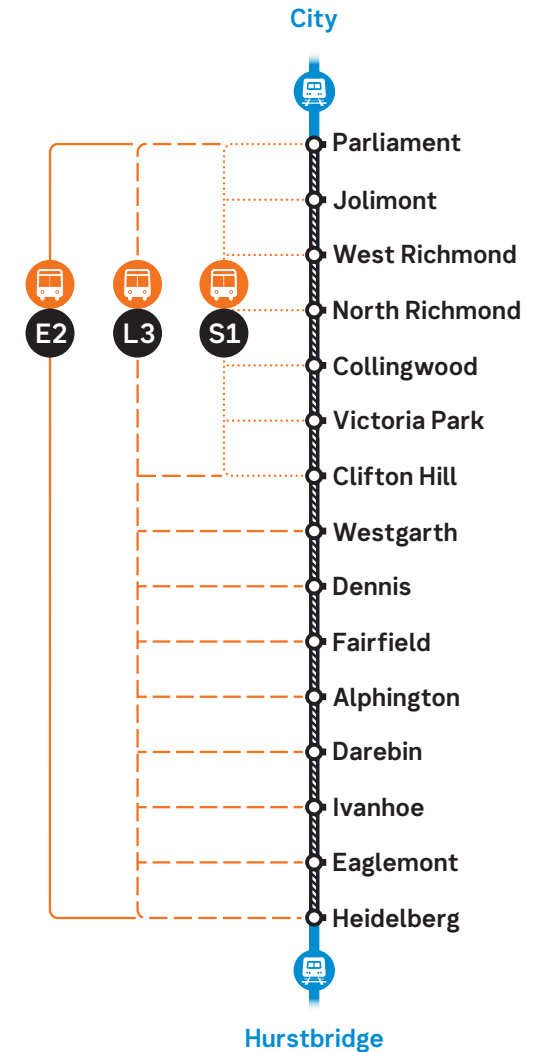 City
Parliament
Jolimont
West Richmond
E2 L3 S1
North Richmond
Collingwood
Victoria Park
Clifton Hill
Westgarth
Dennis
Fairfield
Alphington
Darebin
Ivanhoe
Eaglemont
Heidelberg
Hurstbridge